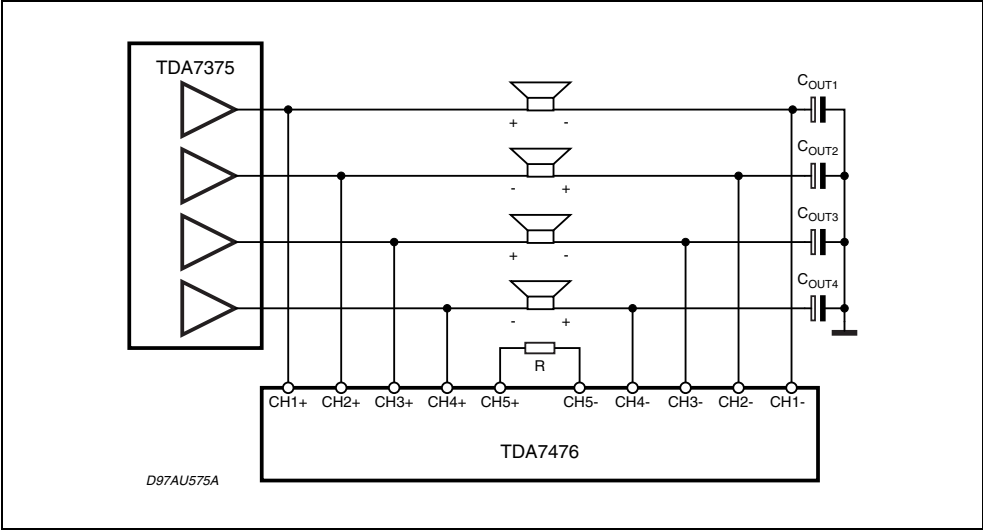 TDA7375
COUT1
+ -
COUT2
- +
COUT3
+ -
COUT4
- +
R
CH1+ CH2+ CH3+ CH4+ CH5+ CH5- CH4- CH3- CH2- CH1-
TDA7476
D97AU575A